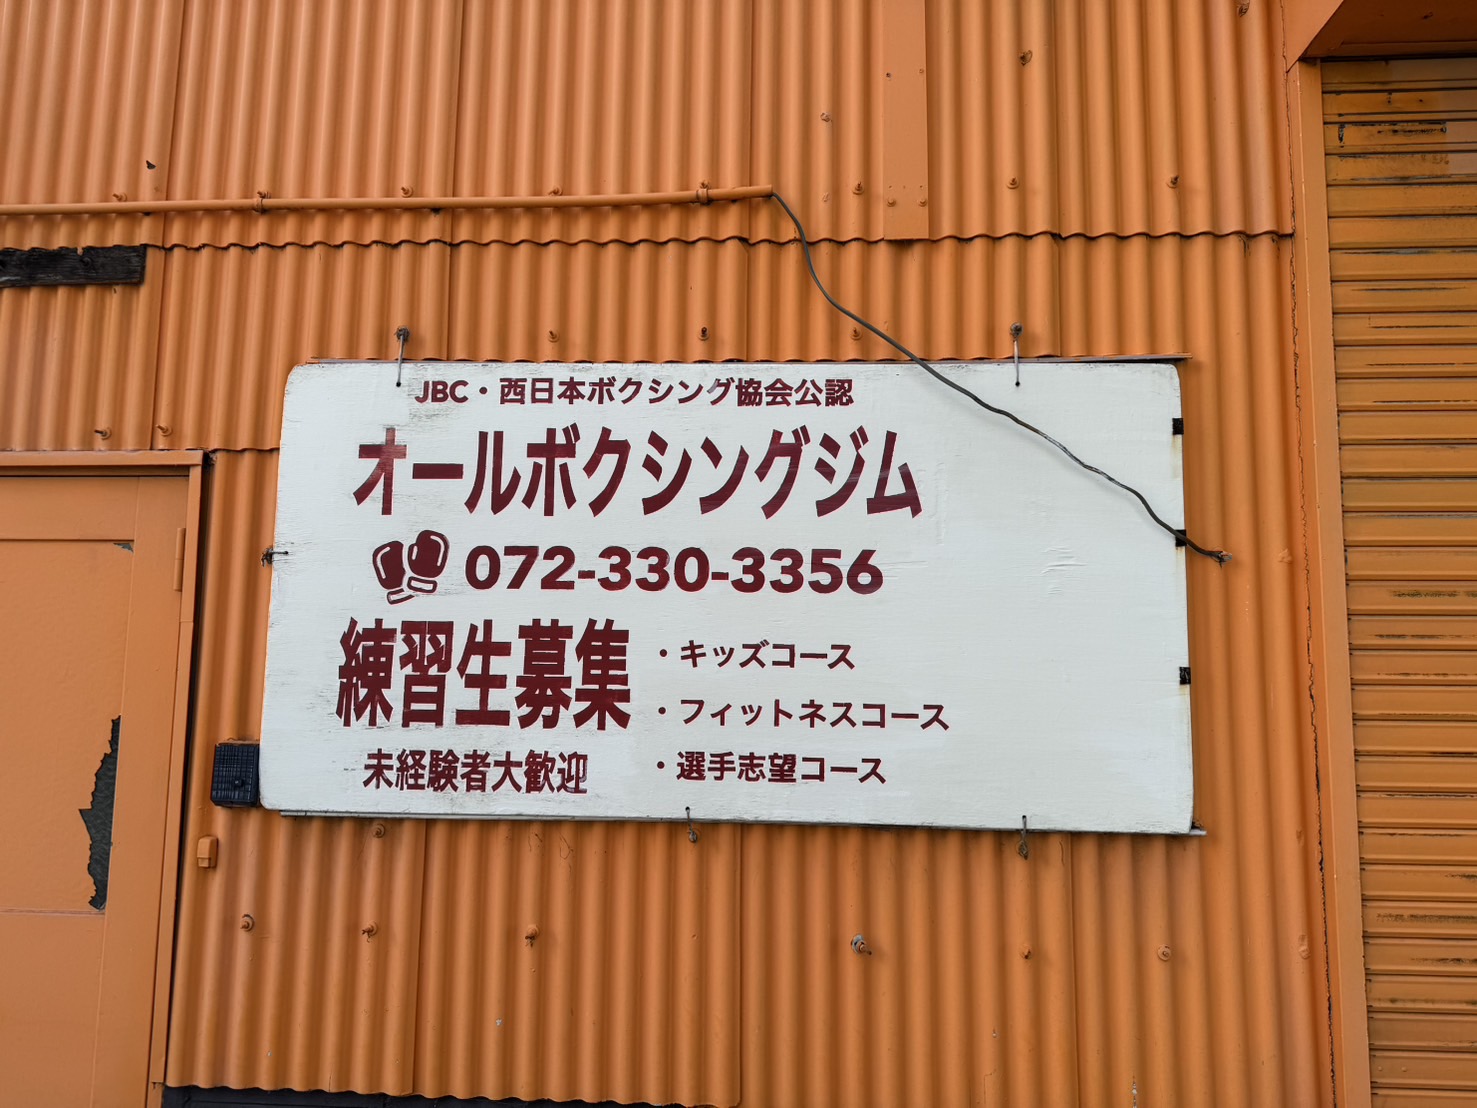 JBC・西日本ボクシング協会公認
オールボクシングジム
072-330-3356
練習生募集
未経験者大歓迎
・キッズコース
・フィットネスコース
・選手志望コース